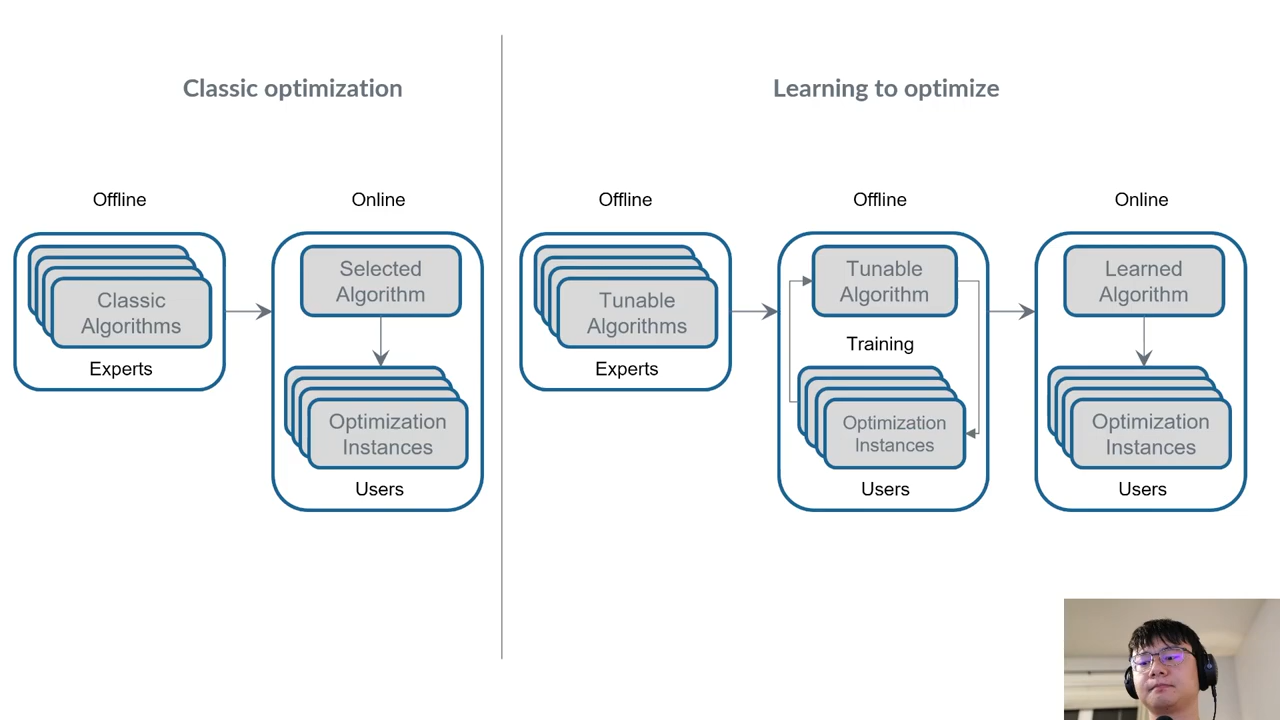 Classic optimization
Offline
Classic
Algorithms
Experts
Online
Selected
Algorithm
Optimization
Instances
Users
Learning to optimize
Offline
Tunable
Algorithms
Experts
Offline
Tunable
Algorithm
Training
Optimization
Instances
Users
Online
Learned
Algorithm
Optimization
Instances
Users